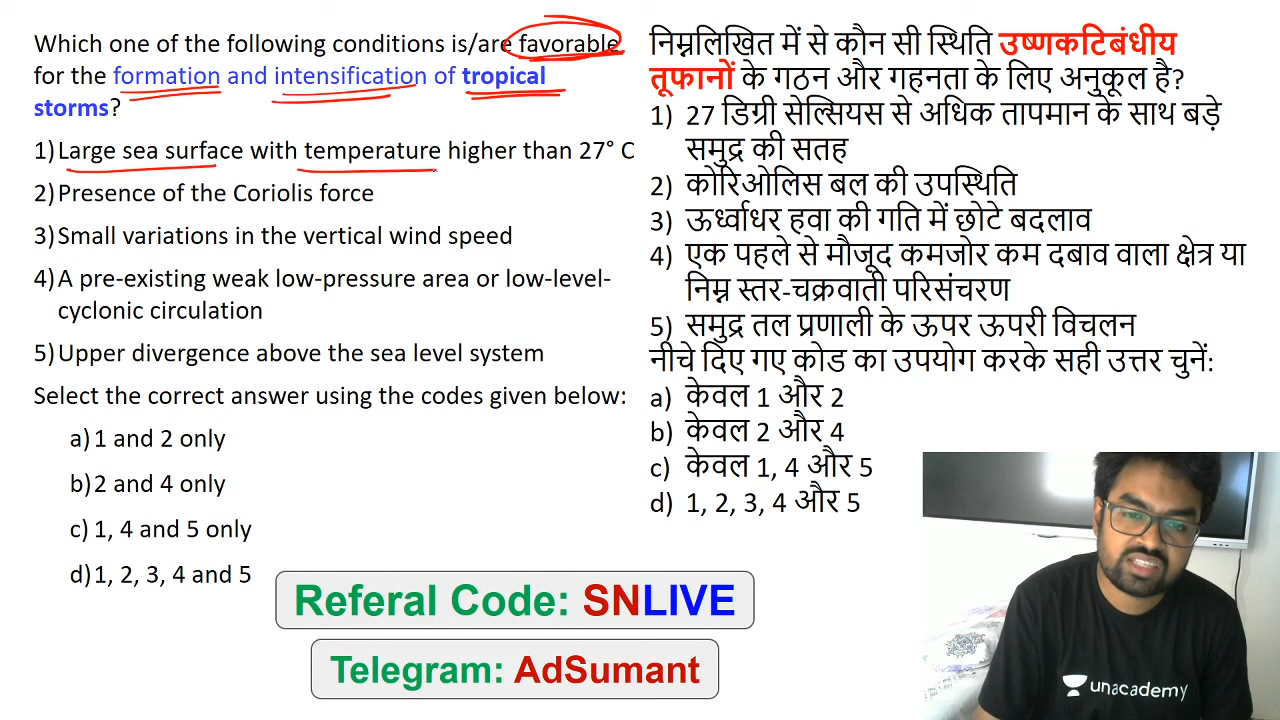 Which one of the following conditions is/are favorable
for the formation and intensification of tropical
storms?
1) Large sea surface with temperature higher than 27° C
2) Presence of the Coriolis force
3) Small variations in the vertical wind speed
4) A pre-existing weak low-pressure area or low-level-
cyclonic circulation
5) Upper divergence above the sea level system
Select the correct answer using the codes given below:
a) 1 and 2 only
b) 2 and 4 only
c) 1, 4 and 5 only
d) 1, 2, 3, 4 and 5
निम्नलिखित में से कौन सी स्थिति उष्णकटिबंधीय
तूफानों के गठन और गहनता के लिए अनुकूल है?
1) 27 डिग्री सेल्सियस से अधिक तापमान के साथ बड़े
समुद्र की सतह
2) कोरिओलिस बल की उपस्थिति
3) ऊर्ध्वाधर हवा की गति में छोटे बदलाव
4) एक पहले से मौजूद कमजोर कम दबाव वाला क्षेत्र या
निम्न स्तर-चक्रवाती परिसंचरण
5) समुद्र तल प्रणाली के ऊपर ऊपरी विचलन
नीचे दिए गए कोड का उपयोग करके सही उत्तर चुनें:
a) केवल 1 और 2
b) केवल 2 और 4
c) केवल 1, 4 और 5
d) 1, 2, 3, 4 और 5
Referal Code: SNLIVE
Telegram: AdSumant
unacademy